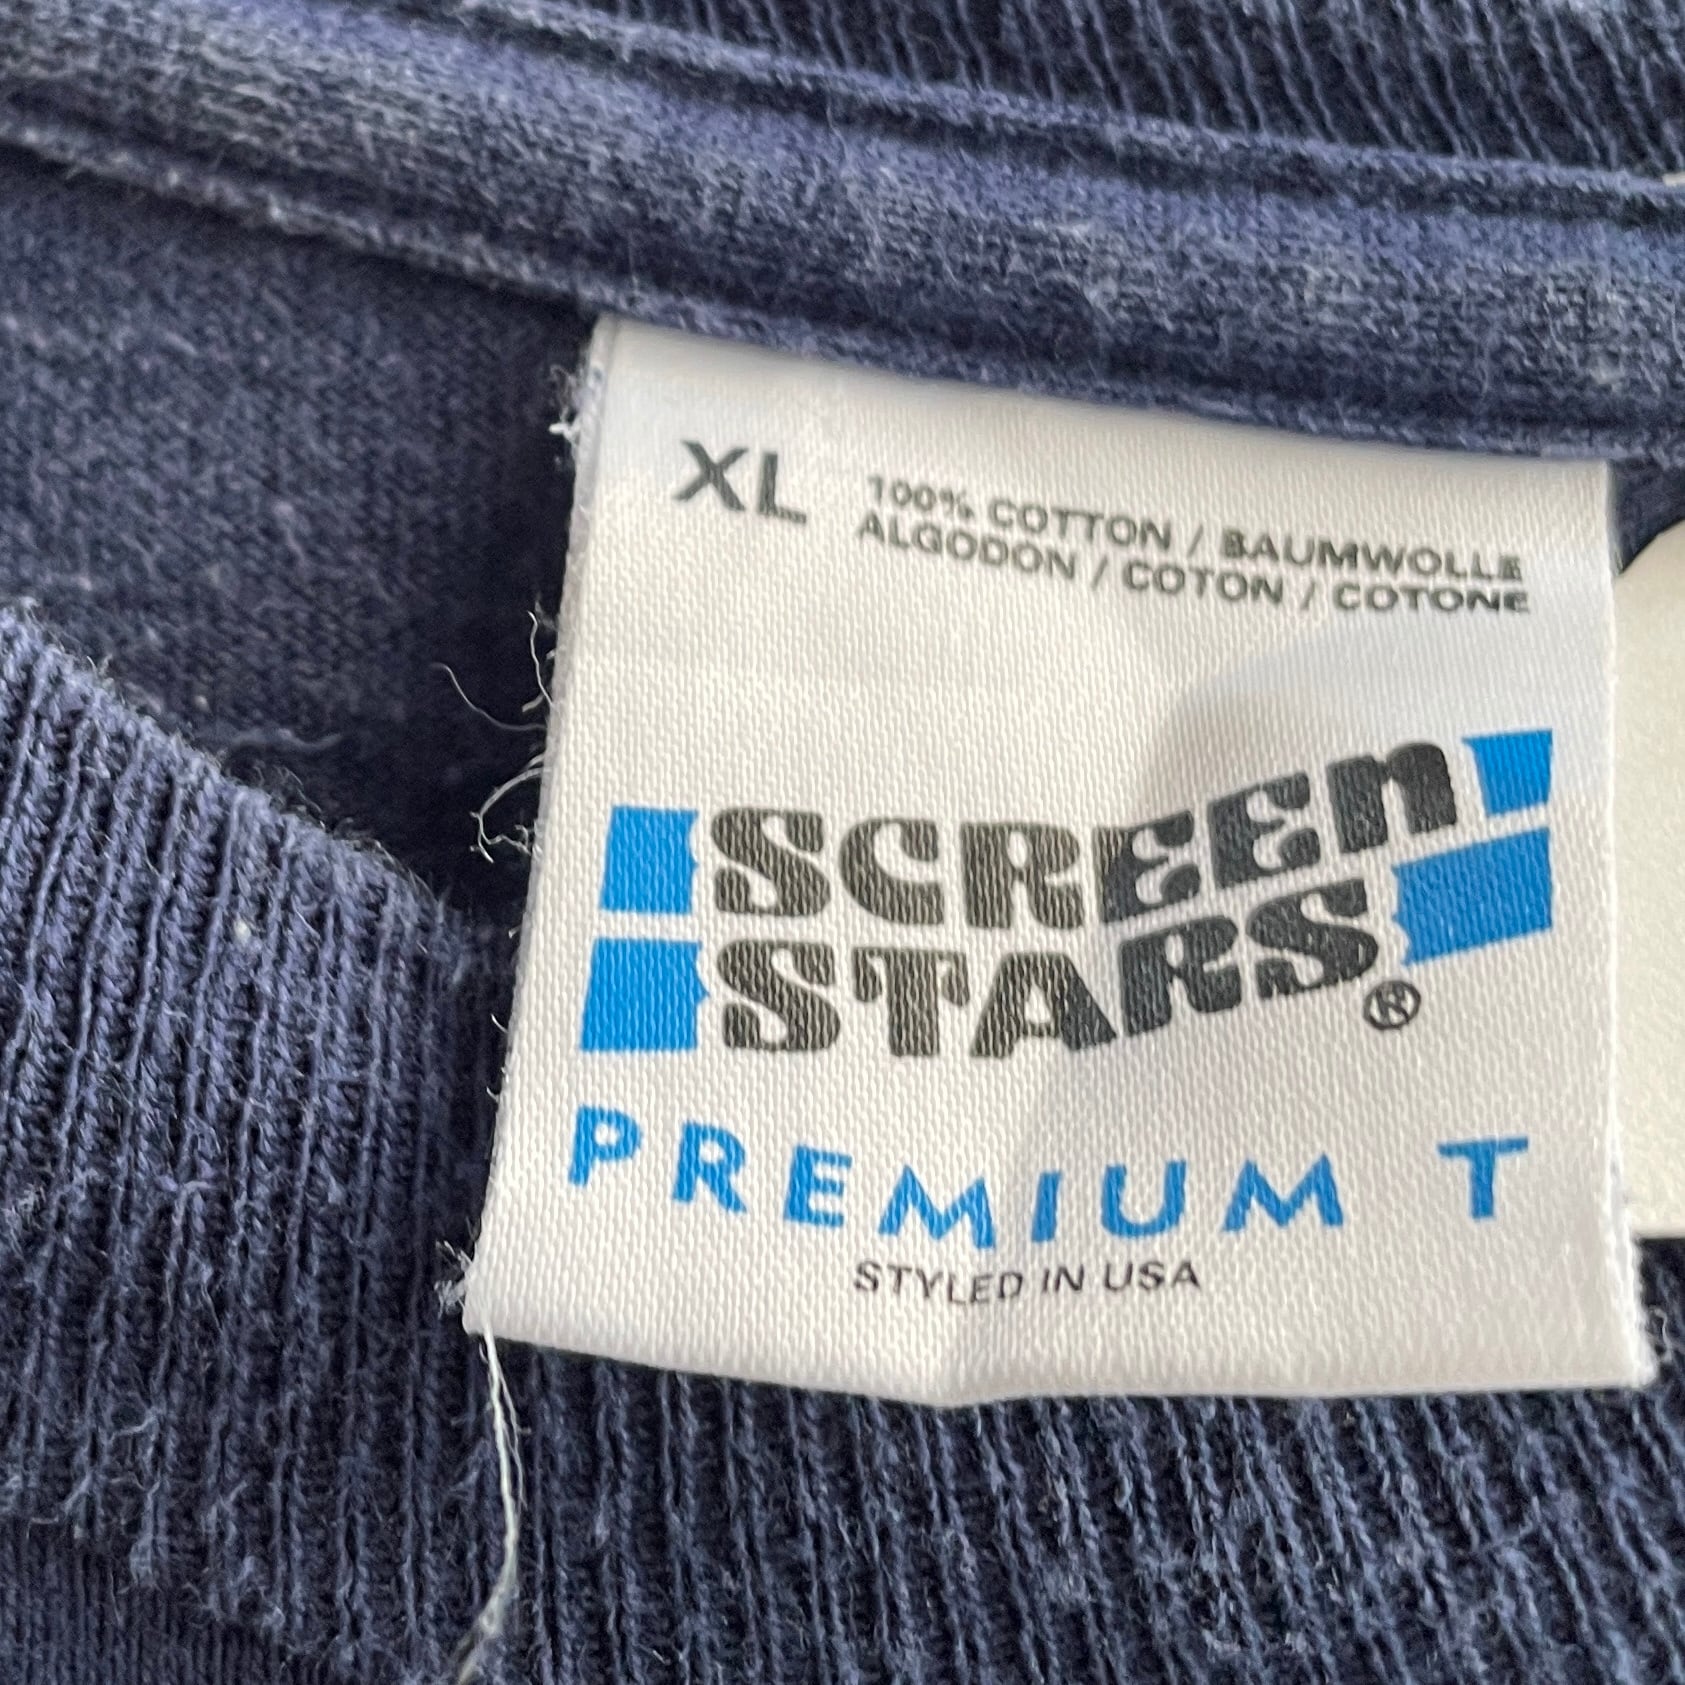 XL
100% COTTON / BAUMWOLLE
ALGODON / COTON / COTONE
SCREEN
STARS®
PREMIUM T
STYLED IN USA